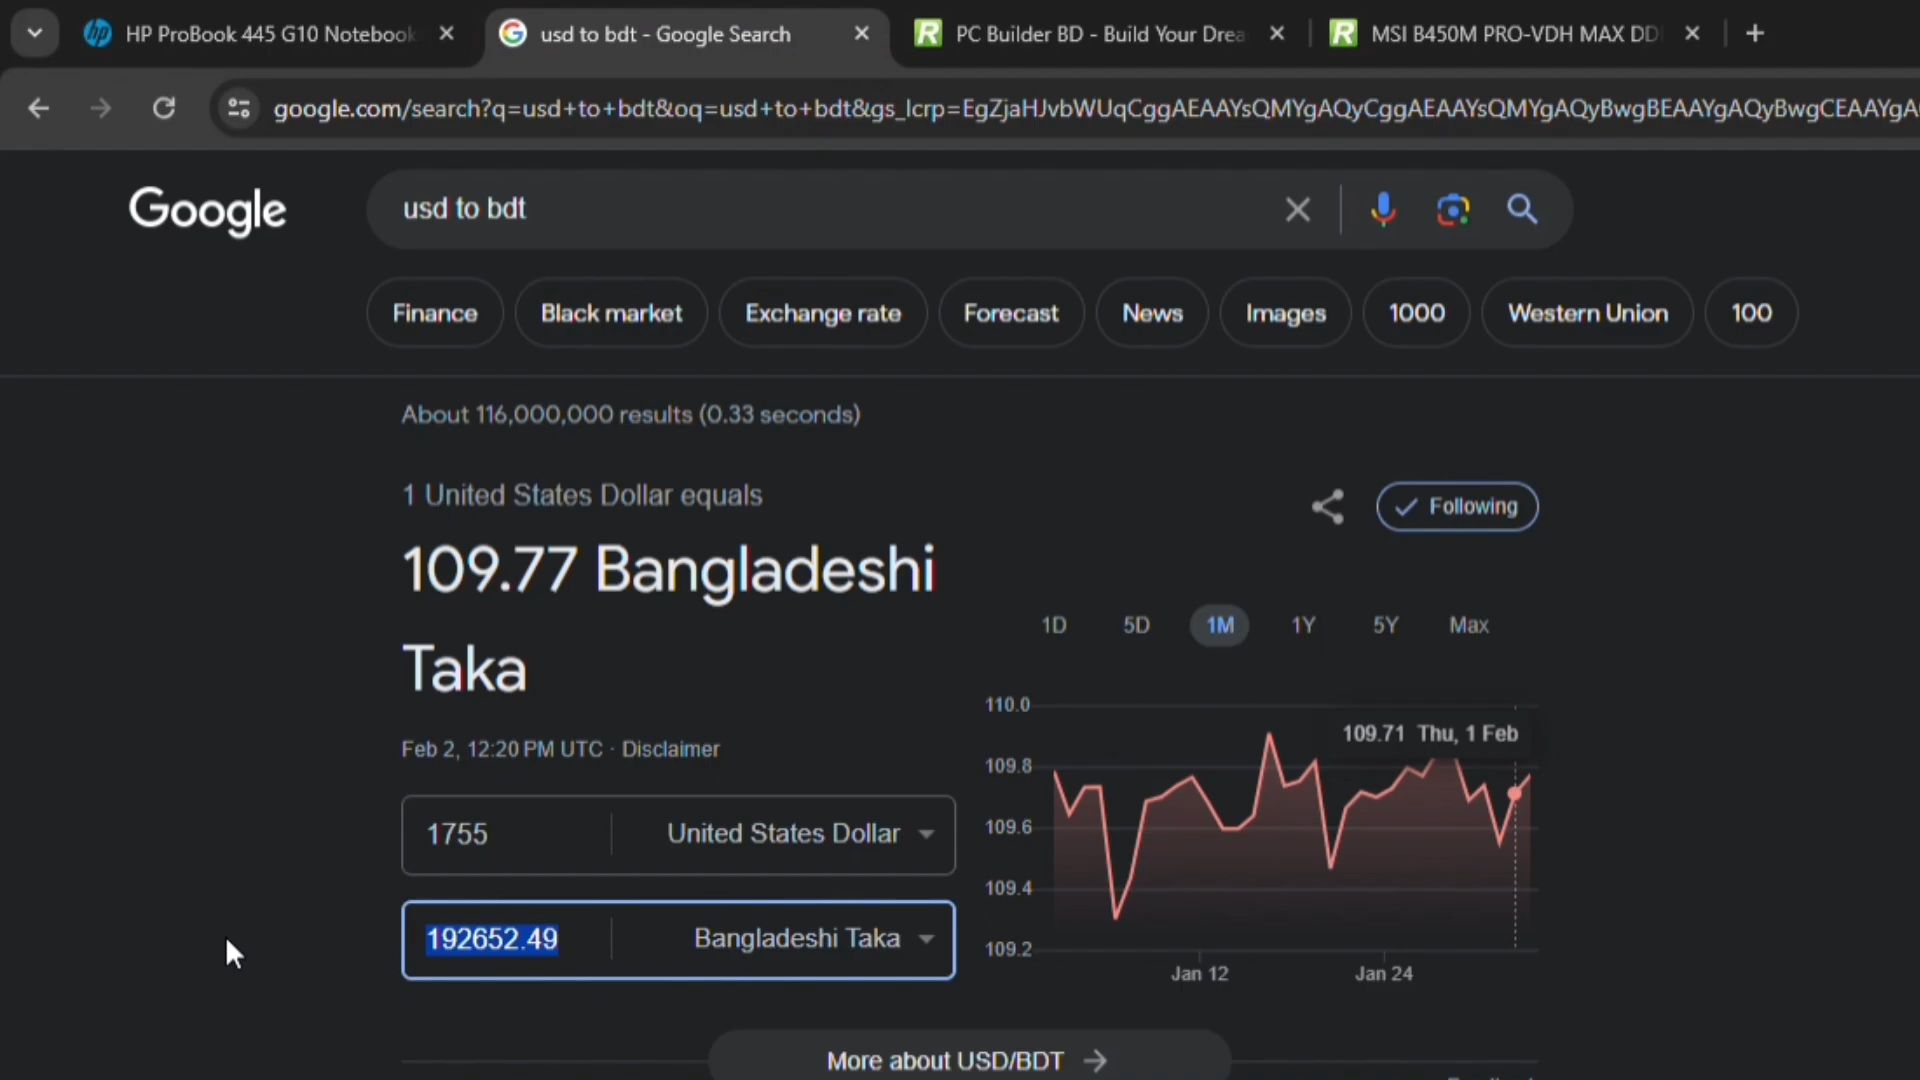 HP ProBook 445 G10 Notebook
usd to bdt - Google Search
PC Builder BD - Build Your Drea
MSI B450M PRO-VDH MAX DD
google.com/search?q=usd+to+bdt&oq=usd+to+bdt&gs_lcrp=EgZjaHJvbWUqCggAEAAYsQMYgAQyCggAEAAYsQMYgAQyBwgBEAAYgAQyBwgCEAAYgA
Google
usd to bdt
Finance
Black market
Exchange rate
Forecast
News
Images
1000
Western Union
100
About 116,000,000 results (0.33 seconds)
1 United States Dollar equals
Following
109.77 Bangladeshi
Taka
Feb 2, 12:20 PM UTC · Disclaimer
1755
United States Dollar
192652.49
Bangladeshi Taka
1D
5D
1M
1Y
5Y
Max
110.0
109.71 Thu, 1 Feb
109.8
109.6
109.4
109.2
Jan 12
Jan 24
More about USD/BDT